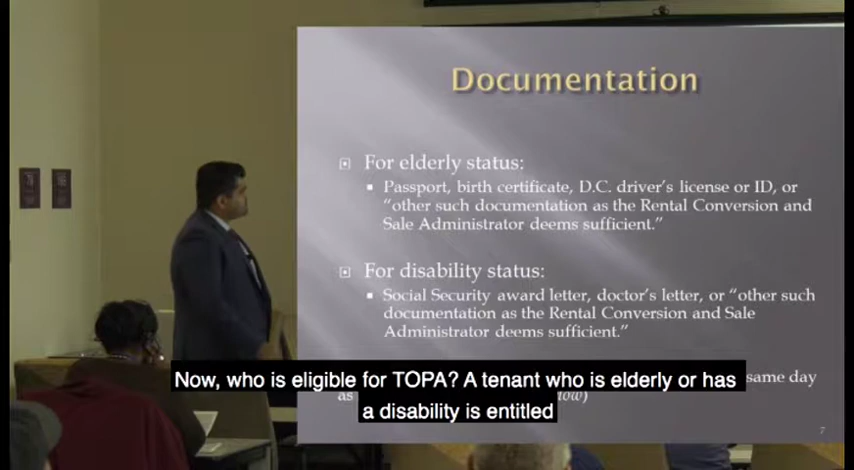 Documentation
For elderly status:
Passport, birth certificate, D.C. driver's license or ID, or
"other such documentation as the Rental Conversion and
Sale Administrator deems sufficient."
For disability status:
Social Security award letter, doctor's letter, or "other such
documentation as the Rental Conversion and Sale
Administrator deems sufficient."
same day
as
Now, who is eligible for TOPA? A tenant who is elderly or has
a disability is entitled
7